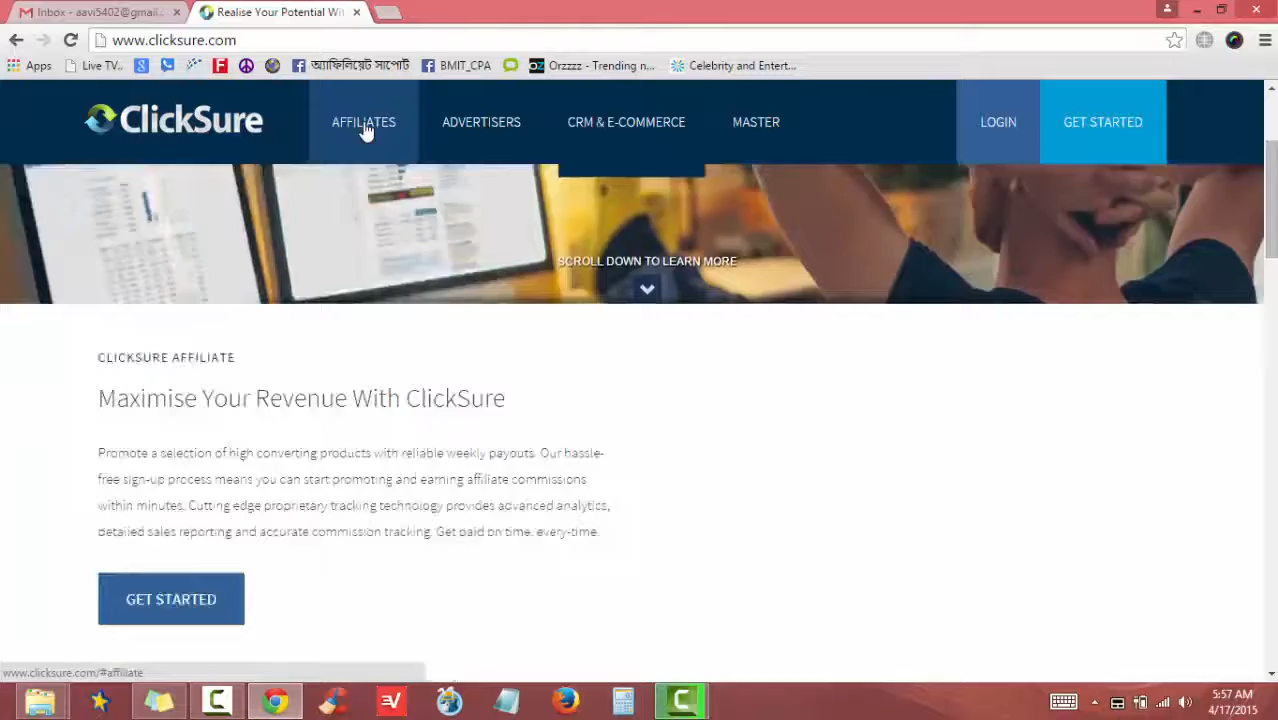 Inbox - aavi5402@gmail.
Realise Your Potential Wit
www.clicksure.com
Apps
Live TV..
অ্যাফিলিয়েট সাপোর্ট
BMIT_CPA
Orzzzz - Trending n...
Celebrity and Entert...
ClickSure
AFFILIATES
ADVERTISERS
CRM & E-COMMERCE
MASTER
LOGIN
GET STARTED
SCROLL DOWN TO LEARN MORE
CLICKSURE AFFILIATE
Maximise Your Revenue With ClickSure
Promote a selection of high converting products with reliable weekly payouts. Our hassle-
free sign-up process means you can start promoting and earning affiliate commissions
within minutes. Cutting edge proprietary tracking technology provides advanced analytics,
detailed sales reporting and accurate commission tracking. Get paid on time, every-time.
GET STARTED
www.clicksure.com/#affiliate
5:57 AM
4/17/2015